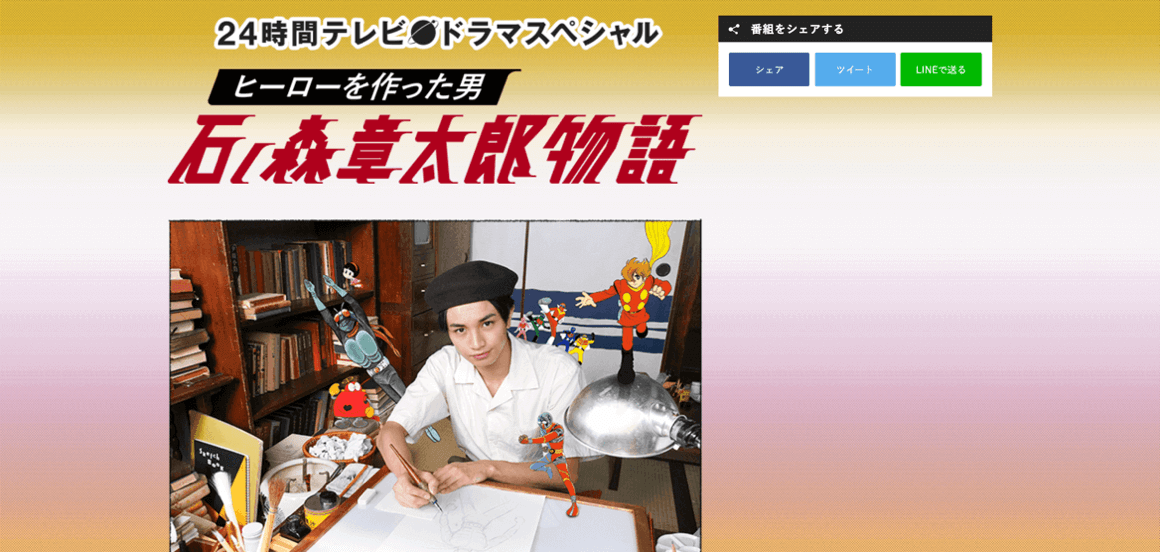 24時間テレビドラマスペシャル
ヒーローを作った男
石ノ森章太郎物語
番組をシェアする
シェア
ツイート
LINEで送る
Sketch
Book